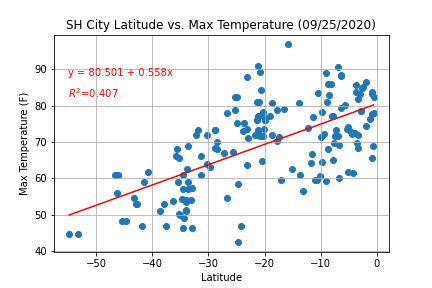 SH City Latitude vs. Max Temperature (09/25/2020)
Max Temperature (F)
90
80
70
60
50
40
y = 80.501 + 0.558x
R²=0.407
−50 −40 −30 −20 −10 0
Latitude